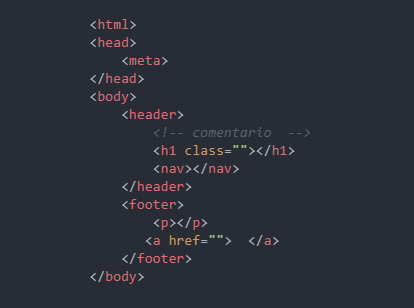 <html>
<head>
    <meta>
</head>
<body>
    <header>
        <!-- comentario  -->
        <h1 class=""></h1>
        <nav></nav>
    </header>
    <footer>
        <p></p>
       <a href="">  </a>
    </footer>
</body>